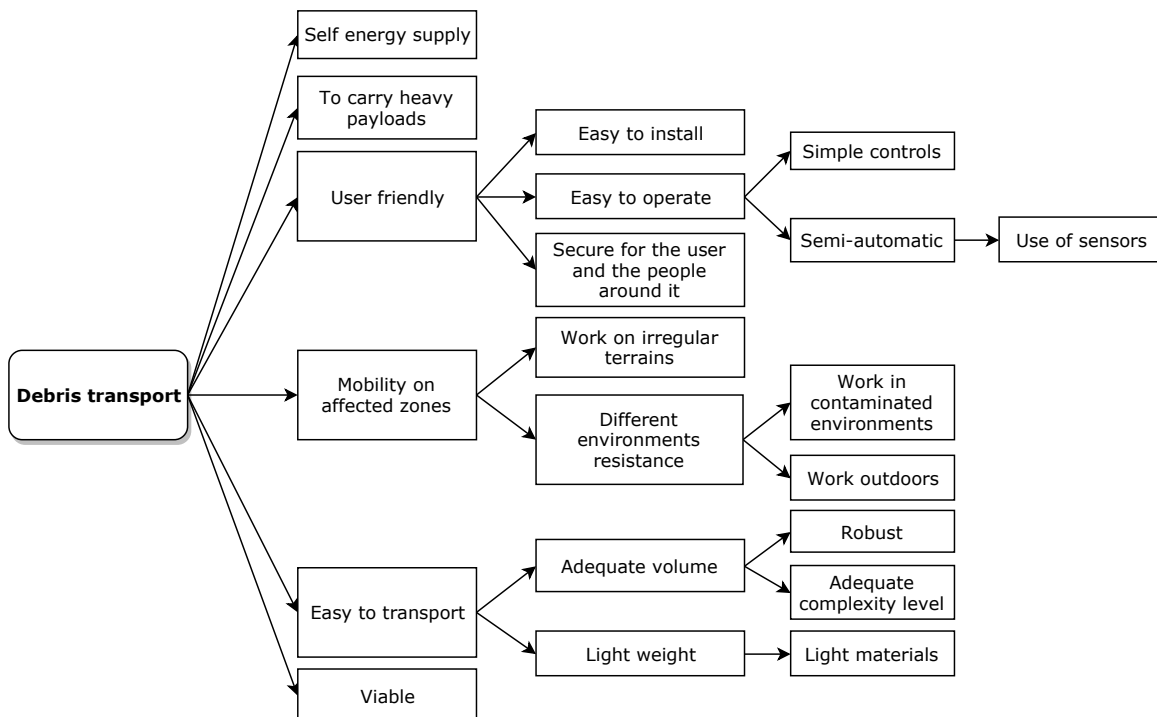 Self energy supply
To carry heavy
payloads
User friendly
Easy to install
Easy to operate
Secure for the user
and the people
around it
Simple controls
Semi-automatic
Use of sensors
Debris transport
Mobility on
affected zones
Work on irregular
terrains
Different
environments
resistance
Work in
contaminated
environments
Work outdoors
Easy to transport
Adequate volume
Light weight
Robust
Adequate
complexity level
Light materials
Viable